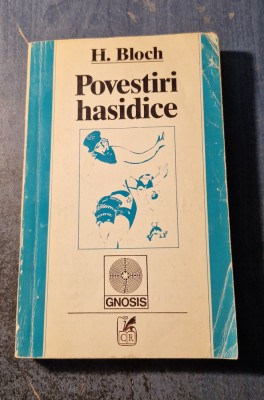 H. Bloch
Povestiri
hasidice
GNOSIS
CR